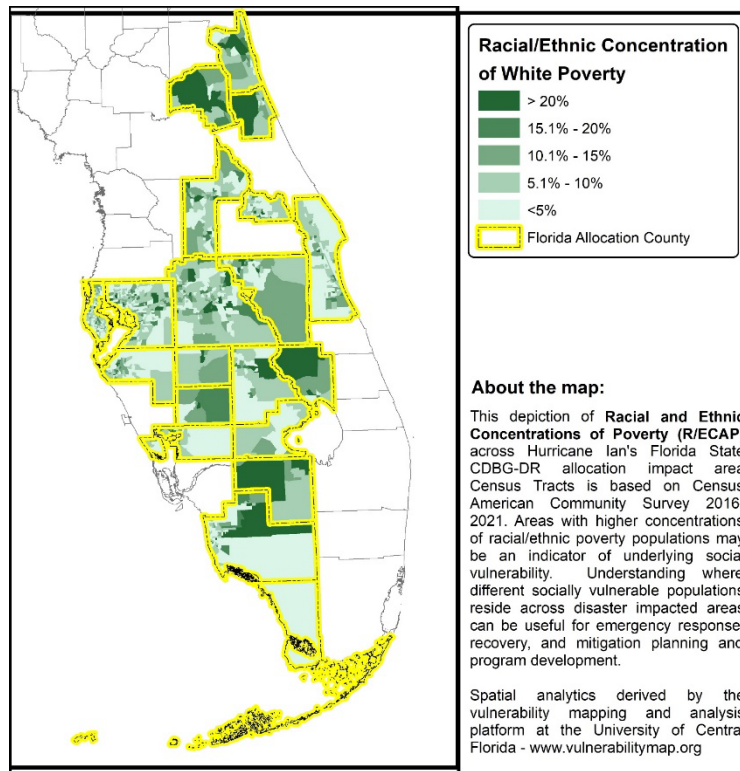 Racial/Ethnic Concentration
of White Poverty
> 20%
15.1% - 20%
10.1% - 15%
5.1% - 10%
<5%
Florida Allocation County
About the map:
This depiction of Racial and Ethnic
Concentrations of Poverty (R/ECAP)
across Hurricane Ian's Florida State
CDBG-DR allocation impact area
Census Tracts is based on Census
American Community Survey 2016
2021. Areas with higher concentrations
of racial/ethnic poverty populations may
be an indicator of underlying social
vulnerability. Understanding where
different socially vulnerable populations
reside across disaster impacted areas
can be useful for emergency response,
recovery, and mitigation planning and
program development.
Spatial analytics derived by the
vulnerability mapping and analysis
platform at the University of Central
Florida - www.vulnerabilitymap.org